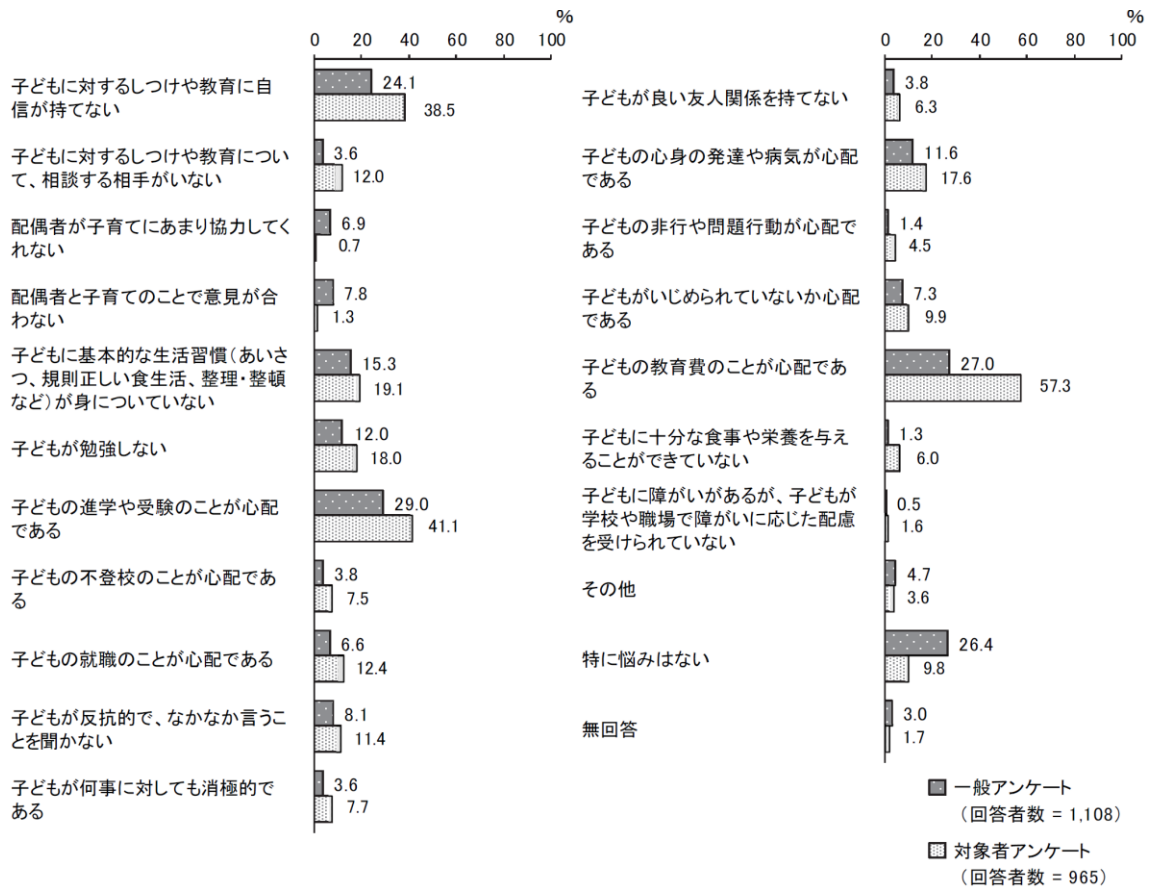 %
0 20 40 60 80 100
子どもに対するしつけや教育に自
信が持てない
24.1
38.5
子どもに対するしつけや教育につい
て、相談する相手がいない
3.6
12.0
配偶者が子育てにあまり協力してく
れない
6.9
0.7
配偶者と子育てのことで意見が合
わない
7.8
1.3
子どもに基本的な生活習慣(あいさ
つ、規則正しい食生活、整理・整頓
など)が身についていない
15.3
19.1
子どもが勉強しない
12.0
18.0
子どもの進学や受験のことが心配
である
29.0
41.1
子どもの不登校のことが心配であ
る
3.8
7.5
子どもの就職のことが心配である
6.6
12.4
子どもが反抗的で、なかなか言うこ
とを聞かない
8.1
11.4
子どもが何事に対しても消極的で
ある
3.6
7.7
%
0 20 40 60 80 100
子どもが良い友人関係を持てない
3.8
6.3
子どもの心身の発達や病気が心配
である
11.6
17.6
子どもの非行や問題行動が心配で
ある
1.4
4.5
子どもがいじめられていないか心配
である
7.3
9.9
子どもの教育費のことが心配であ
る
27.0
57.3
子どもに十分な食事や栄養を与え
ることができていない
1.3
6.0
子どもに障がいがあるが、子どもが
学校や職場で障がいに応じた配慮
を受けられていない
0.5
1.6
その他
4.7
3.6
特に悩みはない
26.4
9.8
無回答
3.0
1.7
一般アンケート
(回答者数 = 1,108)
対象者アンケート
(回答者数 = 965)